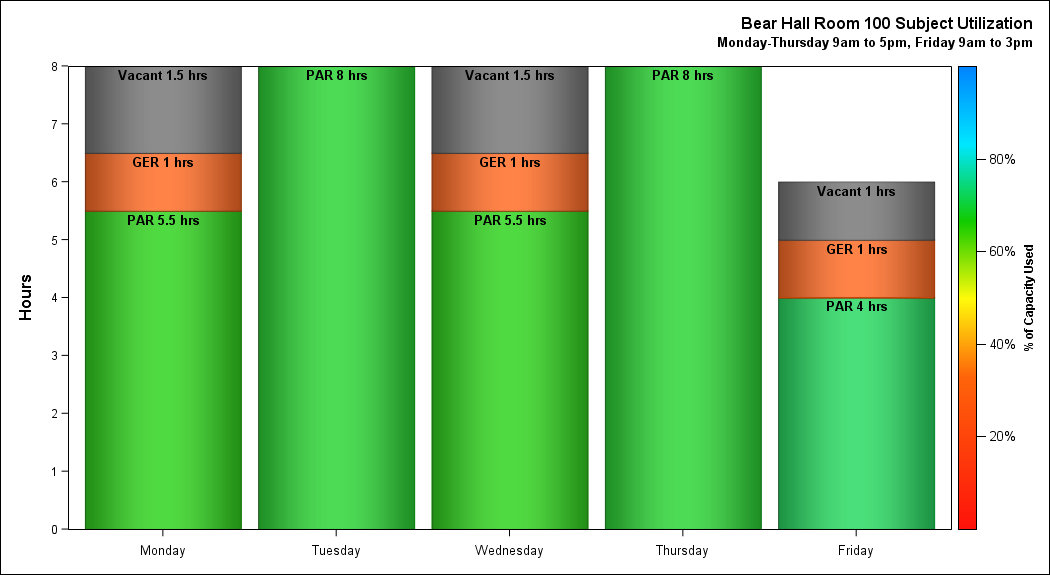 Bear Hall Room 100 Subject Utilization
Monday-Thursday 9am to 5pm, Friday 9am to 3pm
Hours
8
7
6
5
4
3
2
1
0
Vacant 1.5 hrs
GER 1 hrs
PAR 5.5 hrs
PAR 8 hrs
Vacant 1.5 hrs
GER 1 hrs
PAR 5.5 hrs
PAR 8 hrs
Vacant 1 hrs
GER 1 hrs
PAR 4 hrs
Monday
Tuesday
Wednesday
Thursday
Friday
80%
60%
40%
20%
% of Capacity Used